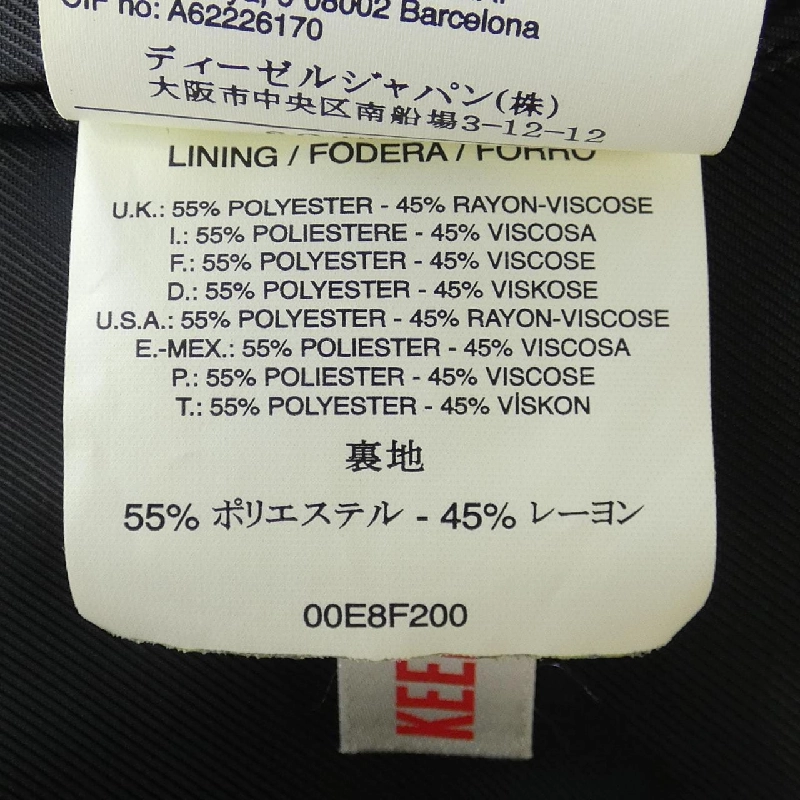 08002 Barcelona
CIF no: A62226170
ディーゼルジャパン(株)
大阪市中央区南船場3-12-12
LINING / FODERA / FORRO
U.K.: 55% POLYESTER - 45% RAYON-VISCOSE
I.: 55% POLIESTERE - 45% VISCOSA
F.: 55% POLYESTER - 45% VISCOSE
D.: 55% POLYESTER - 45% VISKOSE
U.S.A.: 55% POLYESTER - 45% RAYON-VISCOSE
E.-MEX.: 55% POLIESTER - 45% VISCOSA
P.: 55% POLIESTER - 45% VISCOSE
T.: 55% POLYESTER - 45% VİSKON
裏地
55% ポリエステル - 45% レーヨン
00E8F200
KEE